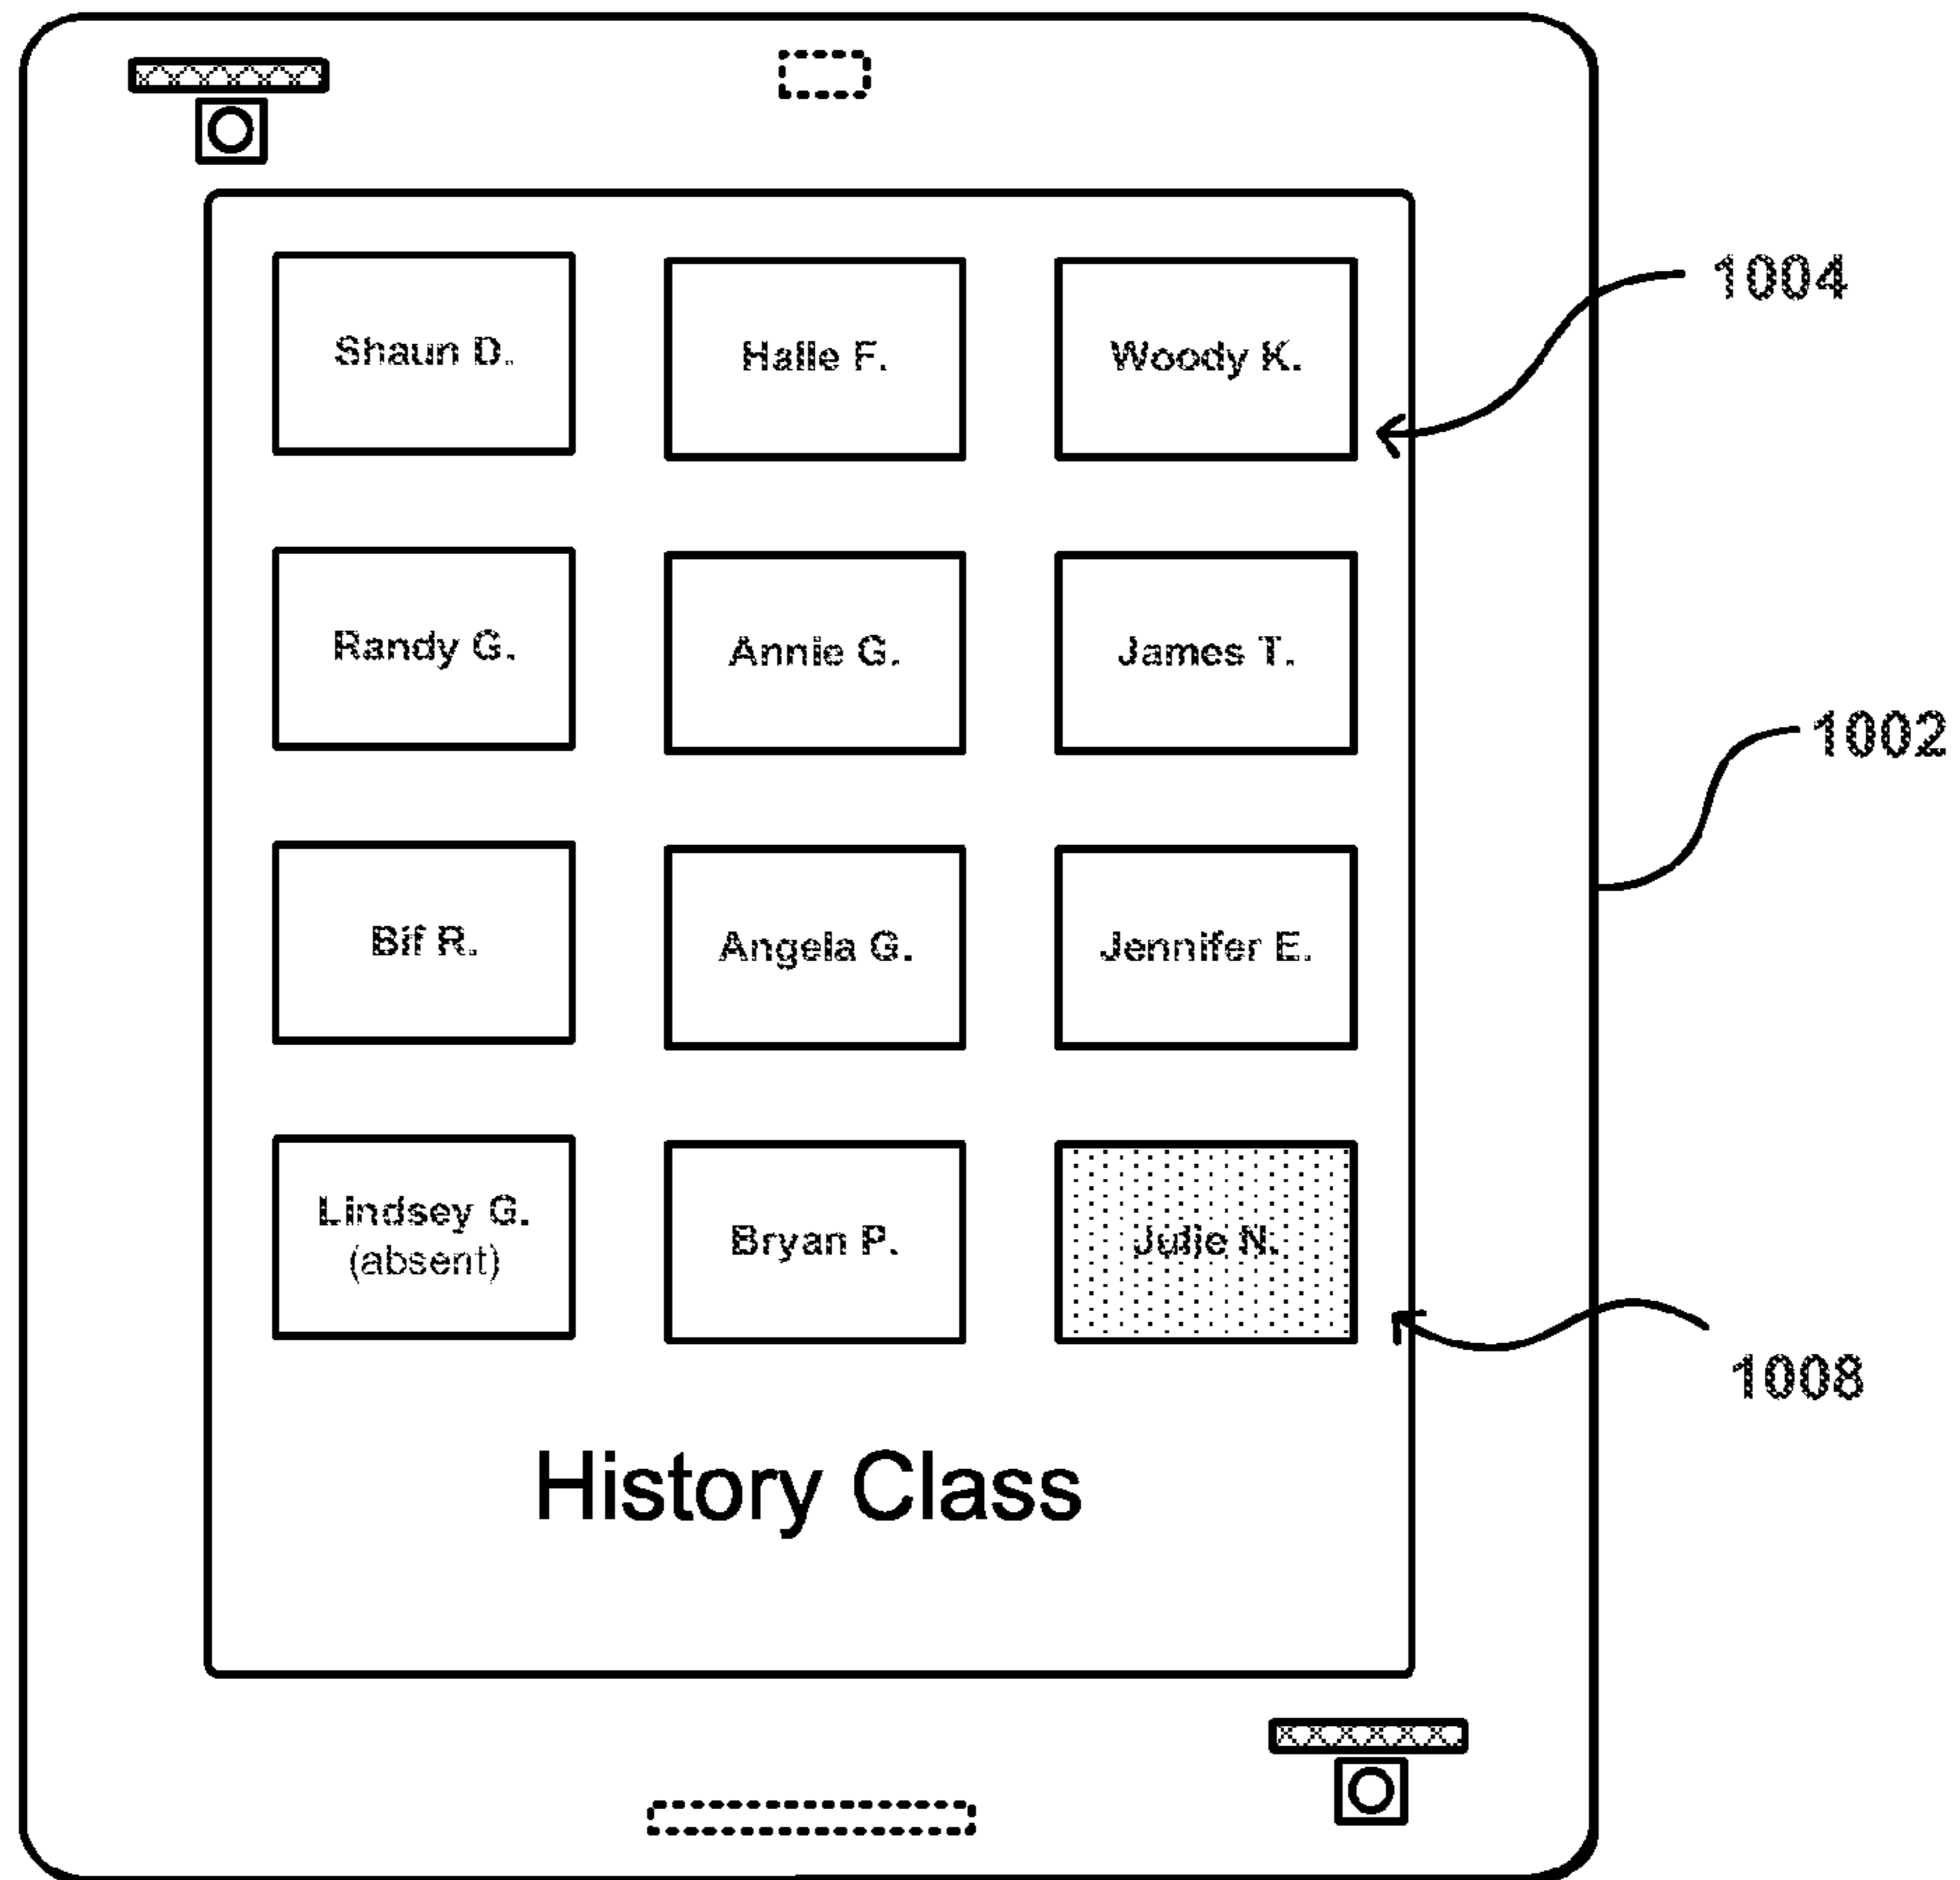 Shaun D.
Halle F.
Woody K.
1004
Randy G.
Annie G.
James T.
1002
Bif R.
Angela G.
Jennifer E.
Lindsey G.
(absent)
Bryan P.
Julie N.
1008
History Class